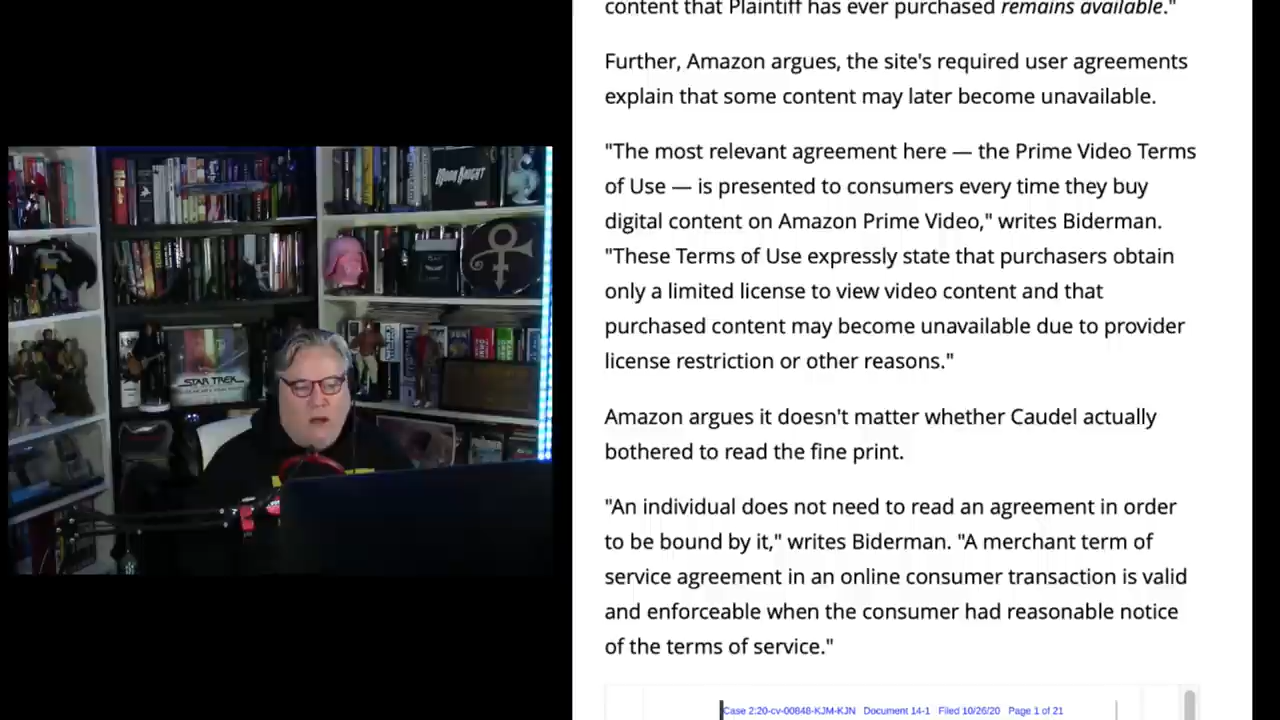 content that Plaintiff has ever purchased remains available."
Further, Amazon argues, the site's required user agreements
explain that some content may later become unavailable.
"The most relevant agreement here — the Prime Video Terms
of Use — is presented to consumers every time they buy
digital content on Amazon Prime Video," writes Biderman.
"These Terms of Use expressly state that purchasers obtain
only a limited license to view video content and that
purchased content may become unavailable due to provider
license restriction or other reasons."
Amazon argues it doesn't matter whether Caudel actually
bothered to read the fine print.
"An individual does not need to read an agreement in order
to be bound by it," writes Biderman. "A merchant term of
service agreement in an online consumer transaction is valid
and enforceable when the consumer had reasonable notice
of the terms of service."
Case 2:20-cv-00848-KJM-KJN Document 14-1 Filed 10/26/20 Page 1 of 21
MOON KNIGHT
STAR TREK